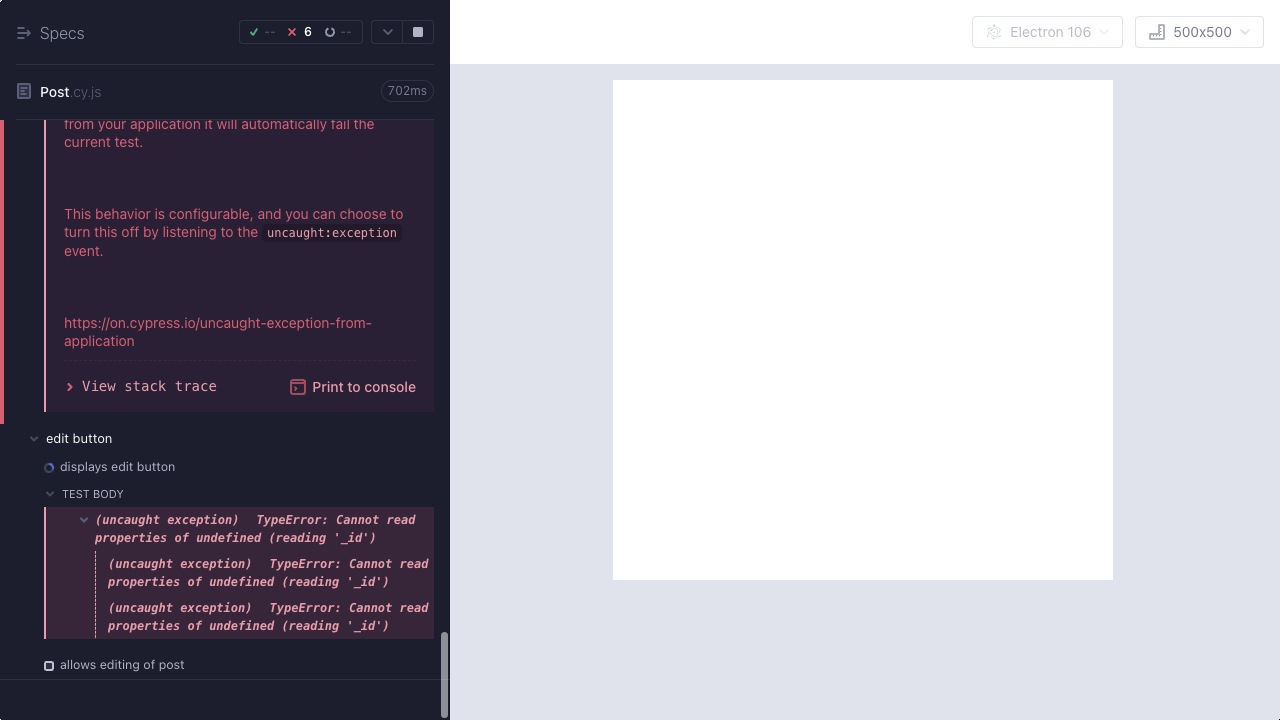 Specs
-- 6 --
Electron 106
500x500
Post.cy.js
702ms
from your application it will automatically fail the
current test.
This behavior is configurable, and you can choose to
turn this off by listening to the uncaught:exception
event.
https://on.cypress.io/uncaught-exception-from-
application
View stack trace
Print to console
edit button
displays edit button
TEST BODY
(uncaught exception) TypeError: Cannot read
properties of undefined (reading '_id')
(uncaught exception) TypeError: Cannot read
properties of undefined (reading '_id')
(uncaught exception) TypeError: Cannot read
properties of undefined (reading '_id')
allows editing of post